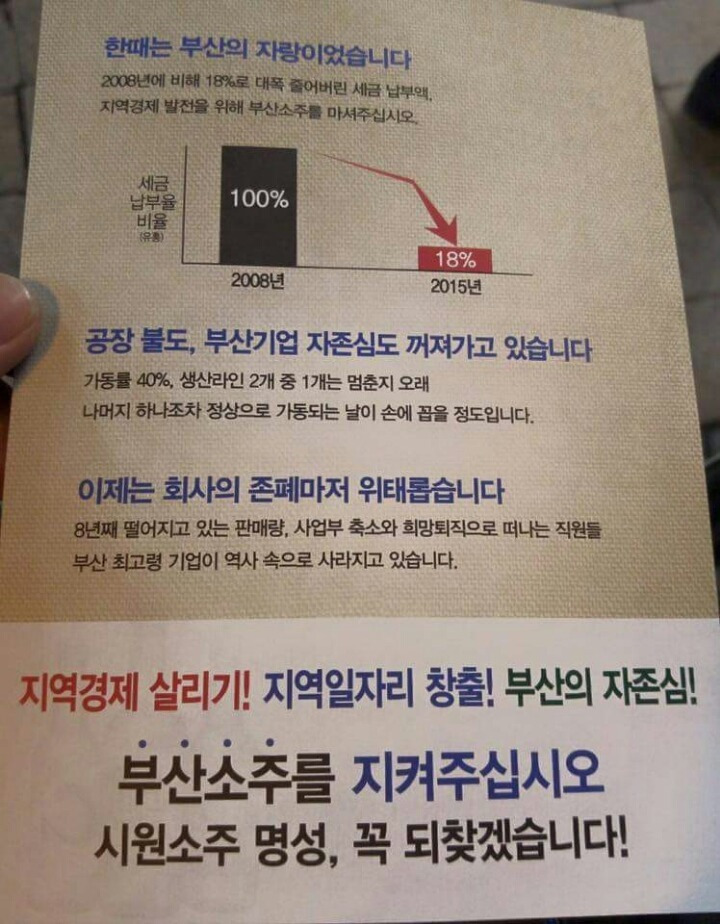 한때는 부산의 자랑이었습니다
2008년에 비해 18%로 대폭 줄어버린 세금 납부액,
지역경제 발전을 위해 부산소주를 마셔주십시오.
세금
납부율
비율
(유흥)
100%
18%
2008년
2015년
공장 불도, 부산기업 자존심도 꺼져가고 있습니다
가동률 40%, 생산라인 2개 중 1개는 멈춘지 오래
나머지 하나조차 정상으로 가동되는 날이 손에 꼽을 정도입니다.
이제는 회사의 존폐마저 위태롭습니다
8년째 떨어지고 있는 판매량, 사업부 축소와 희망퇴직으로 떠나는 직원들
부산 최고령 기업이 역사 속으로 사라지고 있습니다.
지역경제 살리기! 지역일자리 창출! 부산의 자존심!
부산소주를 지켜주십시오
시원소주 명성, 꼭 되찾겠습니다!